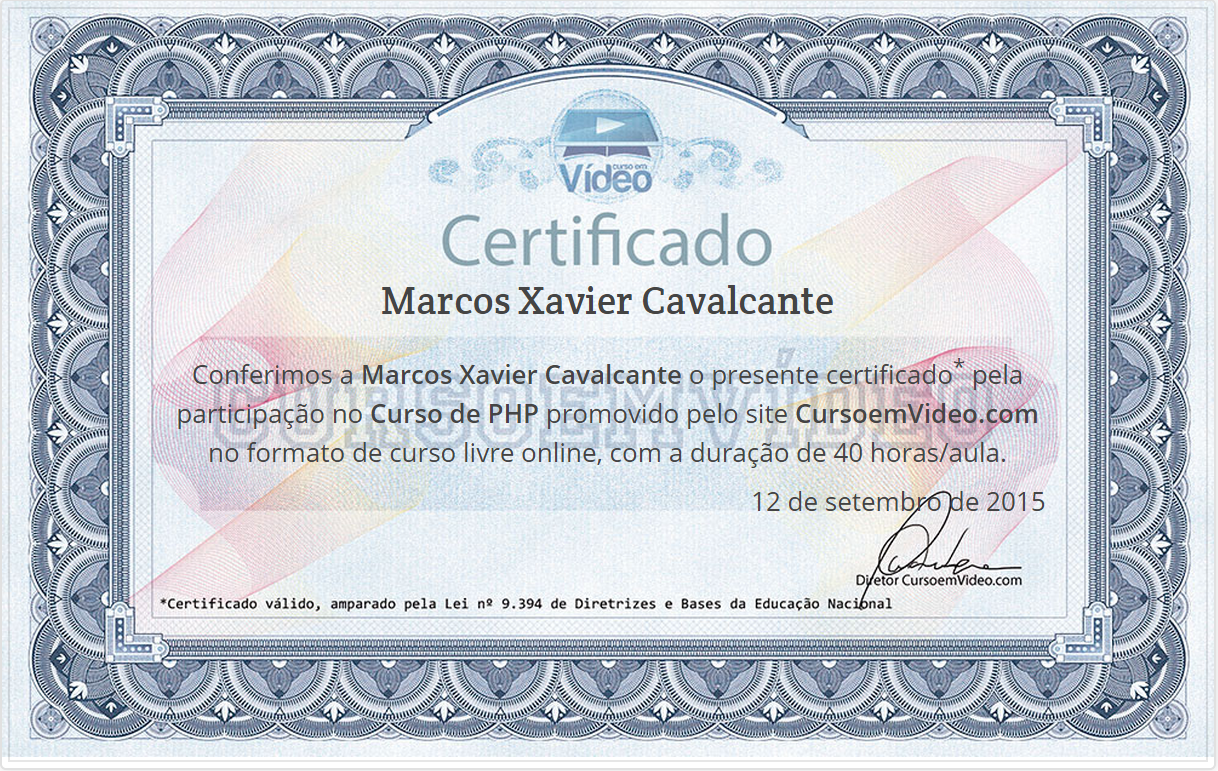 curso em
Vídeo
Certificado
Marcos Xavier Cavalcante
CURSOEMVÍDEO
Conferimos a Marcos Xavier Cavalcante o presente certificado* pela
participação no Curso de PHP promovido pelo site CursoemVideo.com
no formato de curso livre online, com a duração de 40 horas/aula.
12 de setembro de 2015
Diretor CursoemVideo.com
*Certificado válido, amparado pela Lei nº 9.394 de Diretrizes e Bases da Educação Nacional